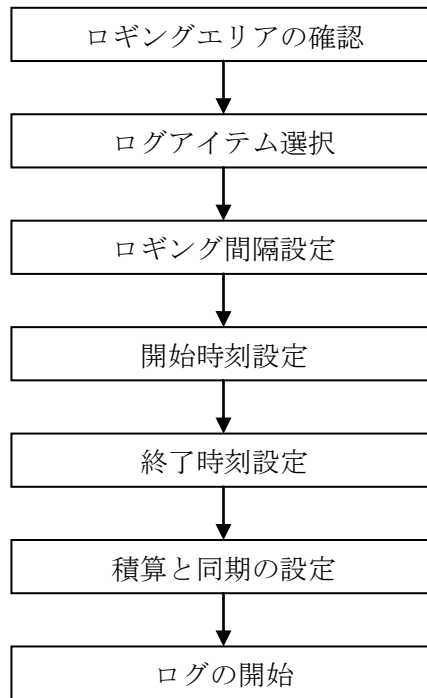 ロギングエリアの確認
ログアイテム選択
ロギング間隔設定
開始時刻設定
終了時刻設定
積算と同期の設定
ログの開始